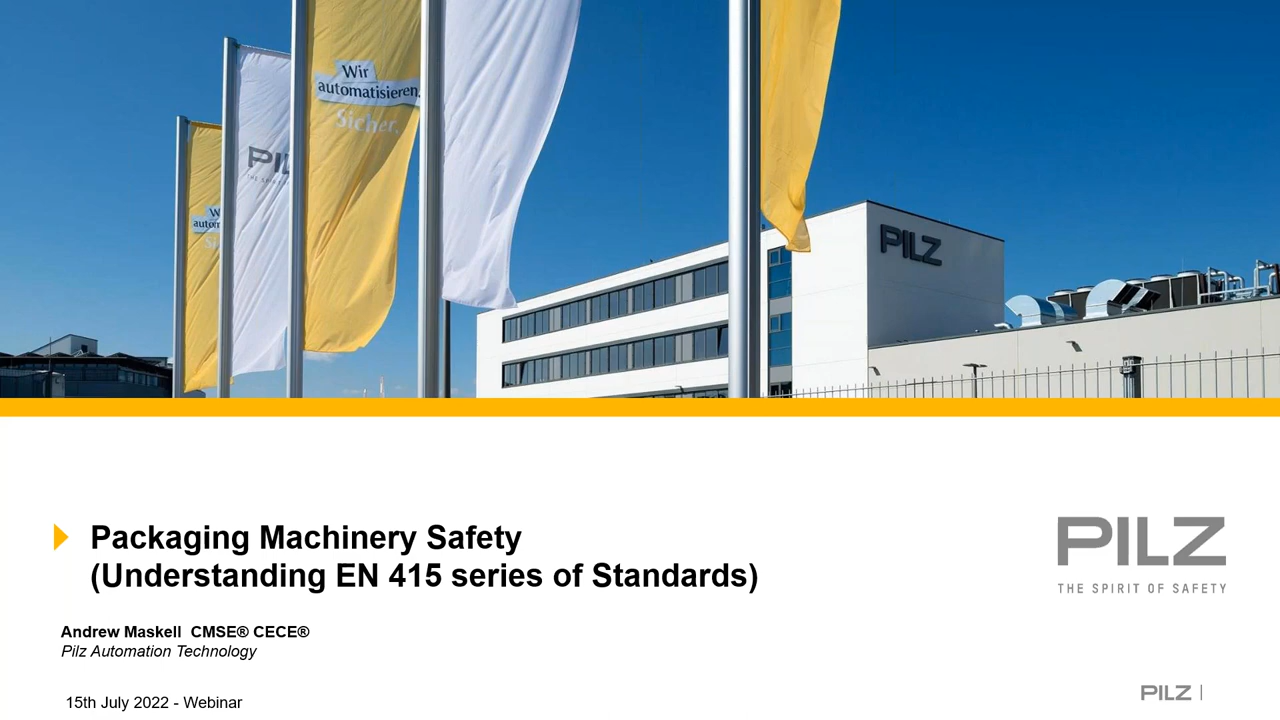 Wir
automatisieren.
Sicher.
PILZ
Packaging Machinery Safety
(Understanding EN 415 series of Standards)
PILZ
THE SPIRIT OF SAFETY
Andrew Maskell CMSE® CECE®
Pilz Automation Technology
15th July 2022 - Webinar
PILZ